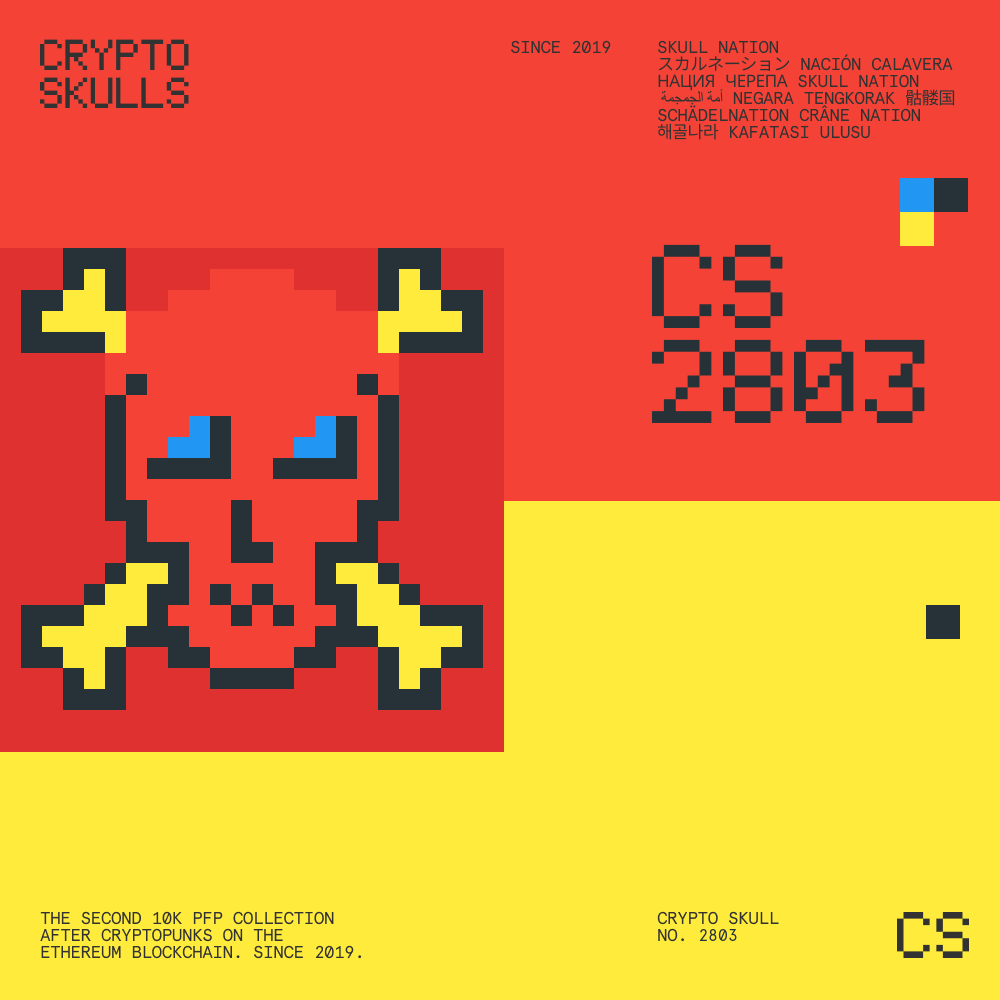 CRYPTO
SKULLS
SINCE 2019
SKULL NATION
スカルネーション NACIÓN CALAVERA
НАЦИЯ ЧЕРЕПА SKULL NATION
أمة الجمجمة NEGARA TENGKORAK 骷髅国
SCHÄDELNATION CRÂNE NATION
해골나라 KAFATASI ULUSU
CS
2803
THE SECOND 10K PFP COLLECTION
AFTER CRYPTOPUNKS ON THE
ETHEREUM BLOCKCHAIN. SINCE 2019.
CRYPTO SKULL
NO. 2803
CS